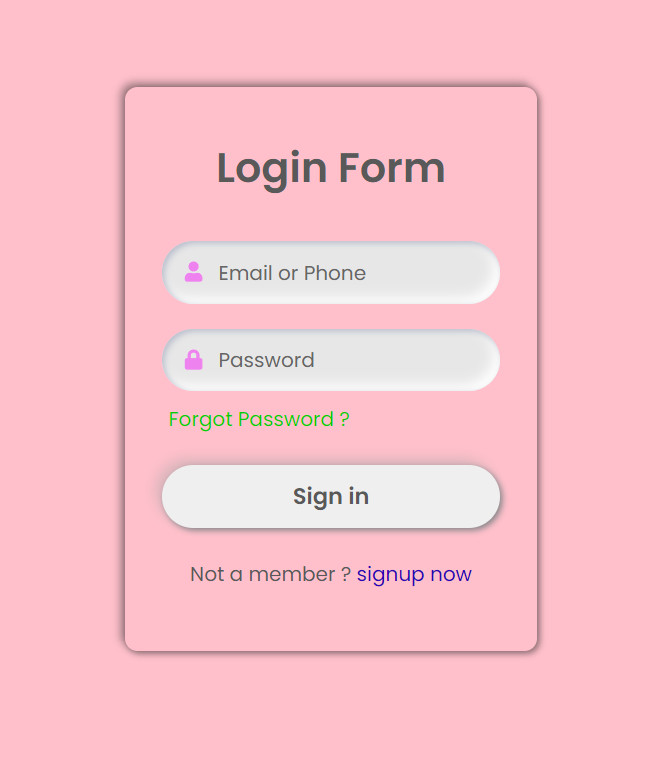 Login Form
Email or Phone
Password
Forgot Password ?
Sign in
Not a member ? signup now